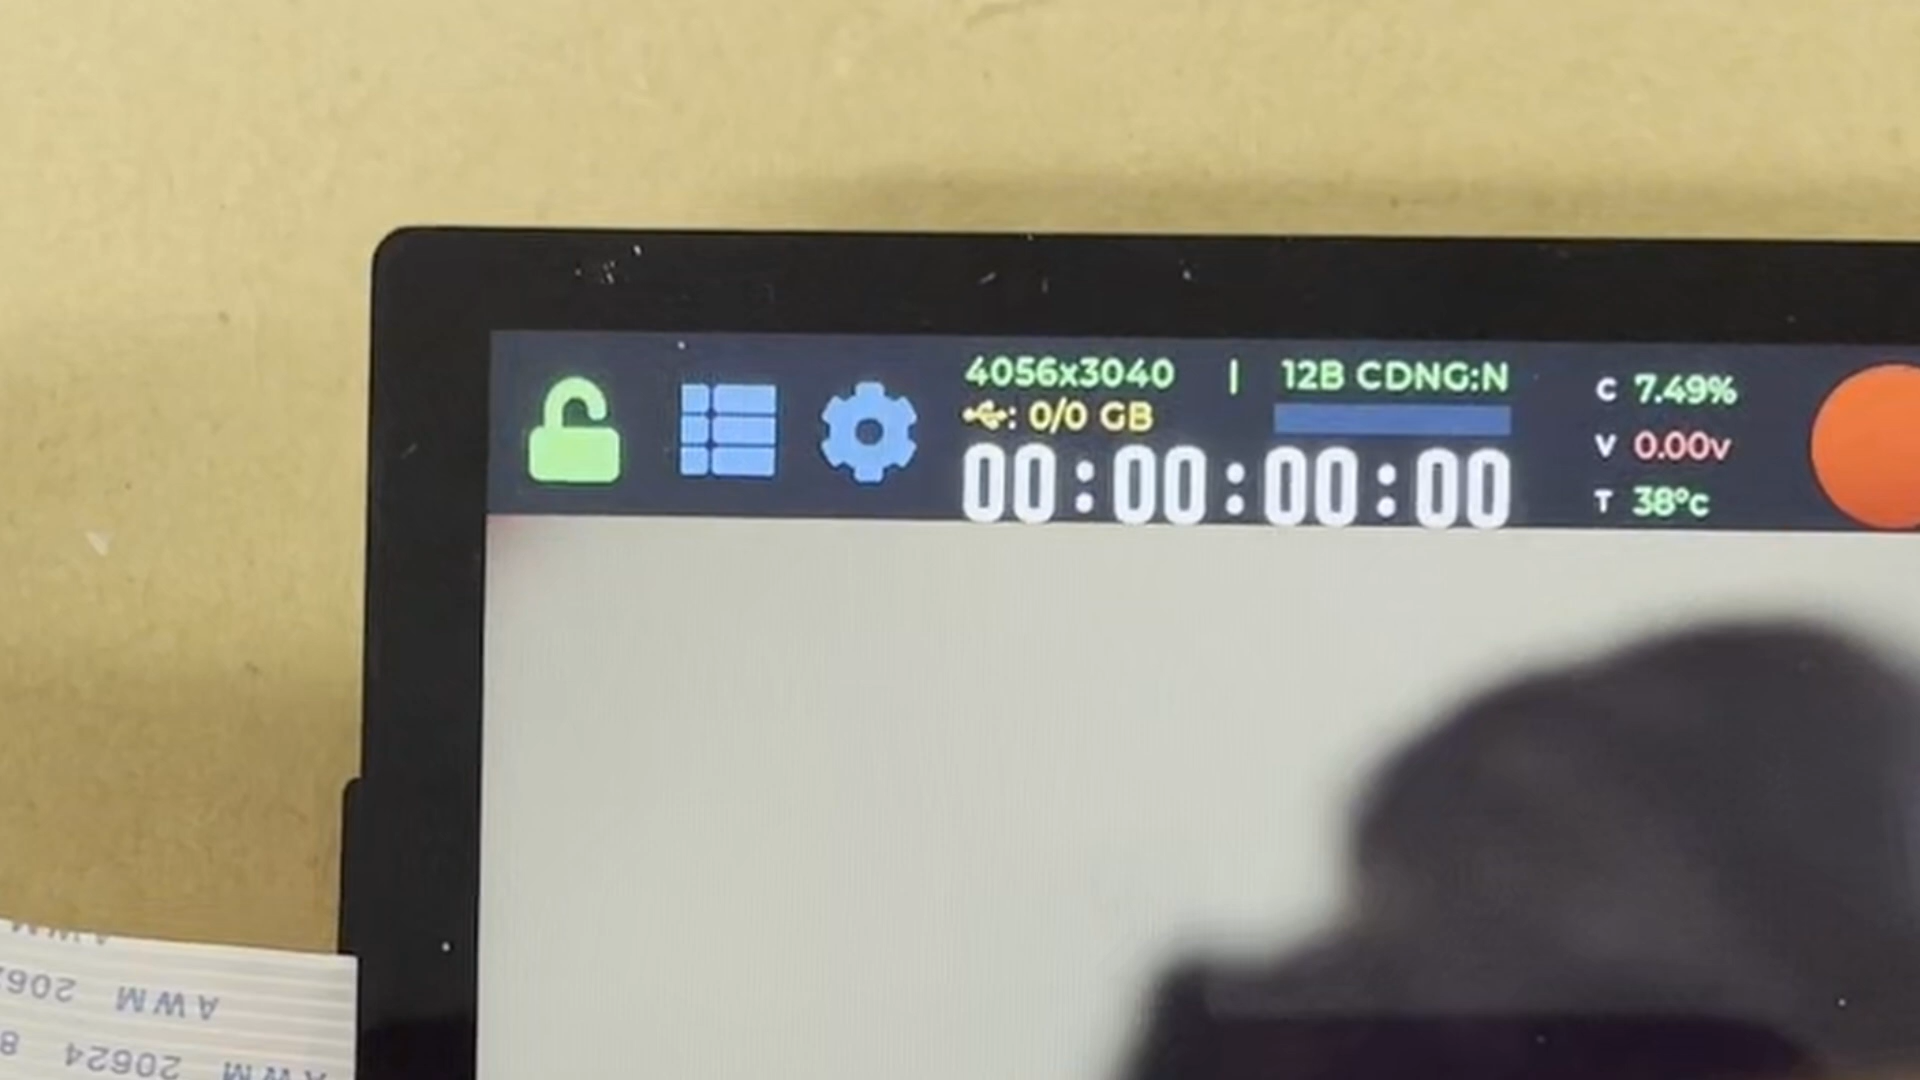 4056x3040 | 12B CDNG:N
: 0/0 GB
00:00:00:00
C 7.49%
V 0.00v
T 38°c
AWM
AWM 206
AWM 20624 8